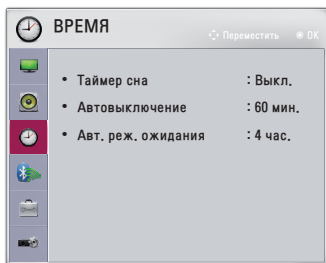 ВРЕМЯ
Переместить OK
• Таймер сна : Выкл.
• Автовыключение : 60 мин.
• Авт. реж. ожидания : 4 час.